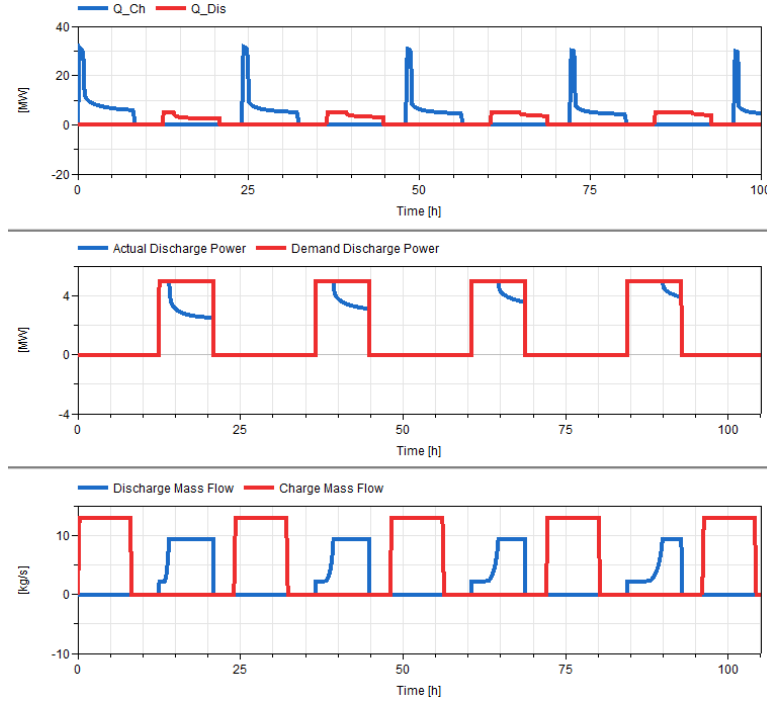 Q_Ch Q_Dis
40
20
0
-20
[MW]
0 25 50 75 100
Time [h]
Actual Discharge Power Demand Discharge Power
4
0
-4
[MW]
0 25 50 75 100
Time [h]
Discharge Mass Flow Charge Mass Flow
10
0
-10
[kg/s]
0 25 50 75 100
Time [h]